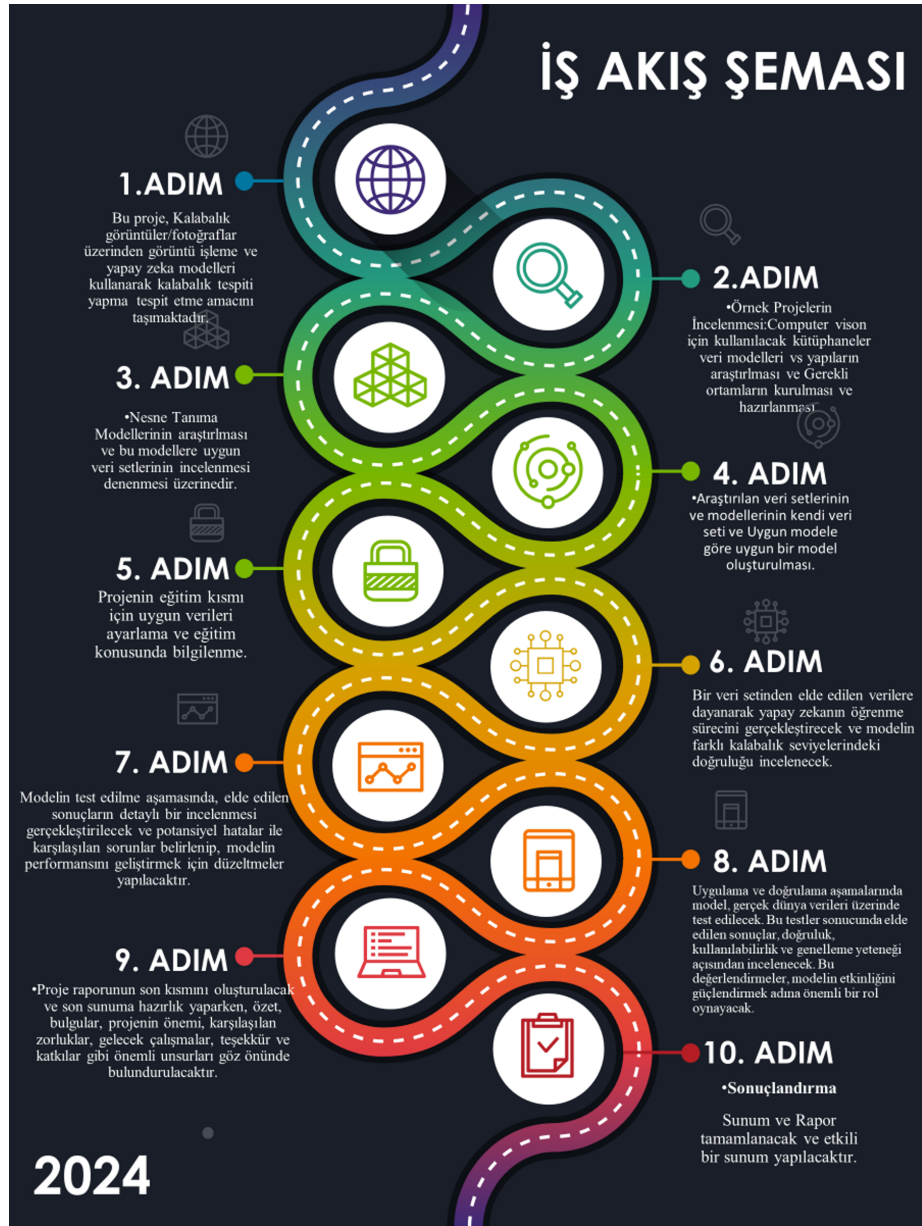 İŞ AKIŞ ŞEMASI
1.ADIM
Bu proje, Kalabalık
görüntüler/fotoğraflar
üzerinden görüntü işleme ve
yapay zeka modelleri
kullanarak kalabalık tespiti
yapma tespit etme amacını
taşımaktadır.
2.ADIM
•Örnek Projelerin
İncelenmesi:Computer vison
için kullanılacak kütüphaneler
veri modelleri vs yapıların
araştırılması ve Gerekli
ortamların kurulması ve
hazırlanması
3. ADIM
•Nesne Tanıma
Modellerinin araştırılması
ve bu modellere uygun
veri setlerinin incelenmesi
denenmesi üzerinedir.
4. ADIM
•Araştırılan veri setlerinin
ve modellerinin kendi veri
seti ve Uygun modele
göre uygun bir model
oluşturulması.
5. ADIM
Projenin eğitim kısmı
için uygun verileri
ayarlama ve eğitim
konusunda bilgilenme.
6. ADIM
Bir veri setinden elde edilen verilere
dayanarak yapay zekanın öğrenme
sürecini gerçekleştirecek ve modelin
farklı kalabalık seviyelerindeki
doğruluğu incelenecek.
7. ADIM
Modelin test edilme aşamasında, elde edilen
sonuçların detaylı bir incelenmesi
gerçekleştirilecek ve potansiyel hatalar ile
karşılaşılan sorunlar belirlenip, modelin
performansını geliştirmek için düzeltmeler
yapılacaktır.
8. ADIM
Uygulama ve doğrulama aşamalarında
model, gerçek dünya verileri üzerinde
test edilecek. Bu testler sonucunda elde
edilen sonuçlar, doğruluk,
kullanılabilirlik ve genelleme yeteneği
açısından incelenecek. Bu
değerlendirmeler, modelin etkinliğini
güçlendirmek adına önemli bir rol
oynayacak.
9. ADIM
•Proje raporunun son kısmını oluşturulacak
ve son sunuma hazırlık yaparken, özet,
bulgular, projenin önemi, karşılaşılan
zorluklar, gelecek çalışmalar, teşekkür ve
katkılar gibi önemli unsurları göz önünde
bulundurulacaktır.
10. ADIM
•Sonuçlandırma
Sunum ve Rapor
tamamlanacak ve etkili
bir sunum yapılacaktır.
2024